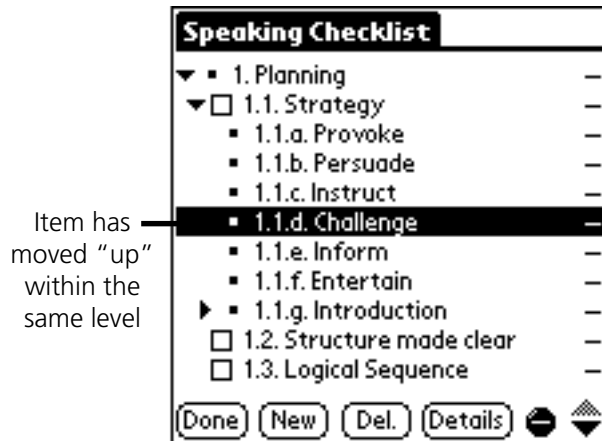 Speaking Checklist
1. Planning
1.1. Strategy
1.1.a. Provoke
1.1.b. Persuade
1.1.c. Instruct
1.1.d. Challenge
1.1.e. Inform
1.1.f. Entertain
1.1.g. Introduction
1.2. Structure made clear
1.3. Logical Sequence
Done New Del. Details
Item has
moved “up”
within the
same level